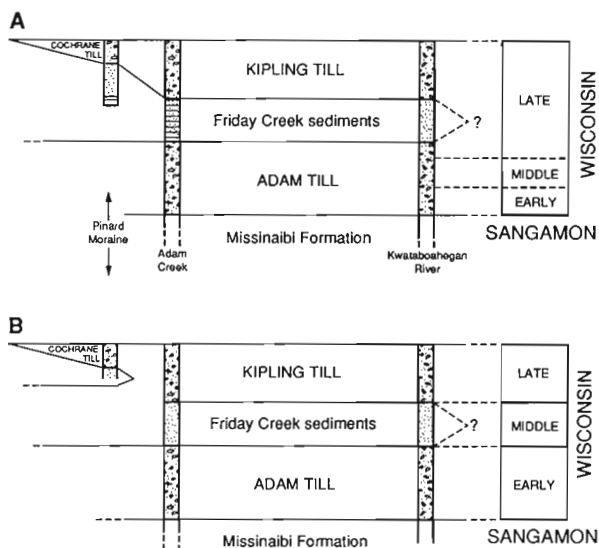 A
COCHRANE
TILL
KIPLING TILL
LATE
WISCONSIN
Friday Creek sediments
?
ADAM TILL
MIDDLE
EARLY
Pinard
Moraine
Adam
Creek
Missinaibi Formation
Kwataboahogan
River
SANGAMON
B
COCHRANE
TILL
KIPLING TILL
LATE
WISCONSIN
Friday Creek sediments
?
MIDDLE
ADAM TILL
EARLY
Missinaibi Formation
SANGAMON